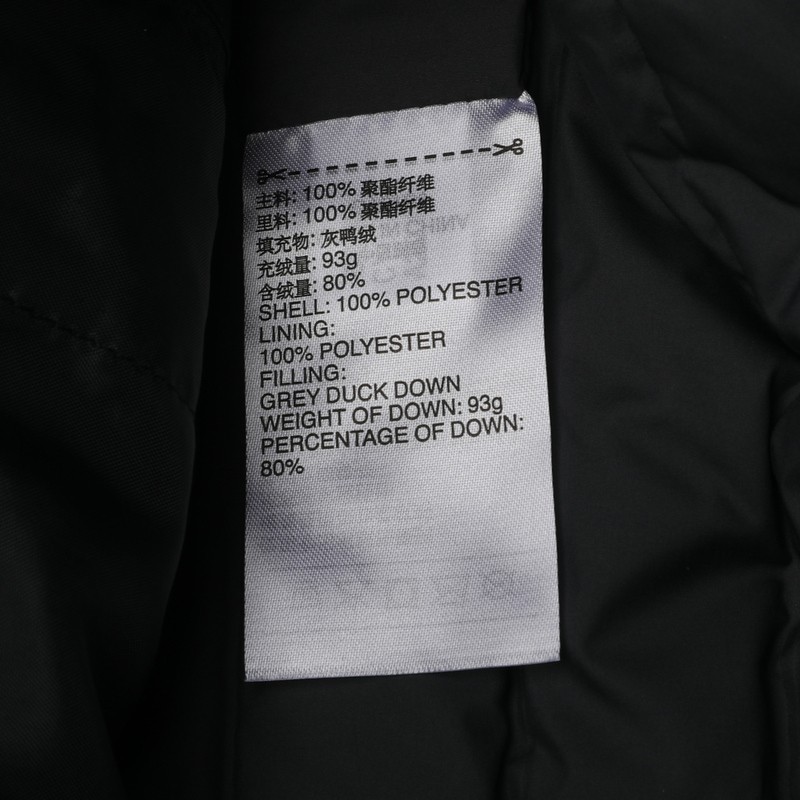 主料: 100% 聚酯纤维
里料: 100% 聚酯纤维
填充物: 灰鸭绒
充绒量: 93g
含绒量: 80%
SHELL: 100% POLYESTER
LINING:
100% POLYESTER
FILLING:
GREY DUCK DOWN
WEIGHT OF DOWN: 93g
PERCENTAGE OF DOWN:
80%